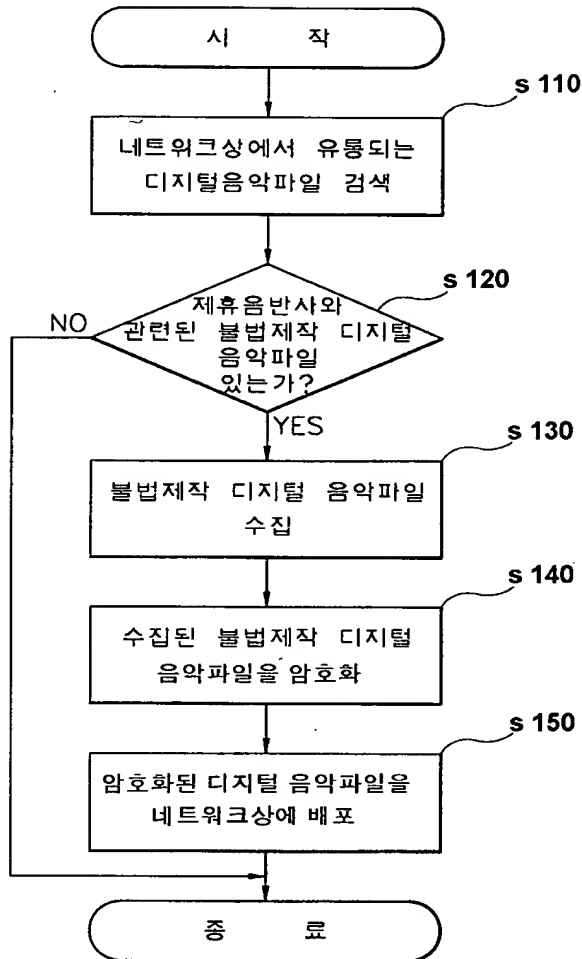 시 작
s 110
네트워크상에서 유통되는
디지털음악파일 검색
s 120
제휴음반사와
관련된 불법제작 디지털
음악파일
있는가?
NO
YES
s 130
불법제작 디지털 음악파일
수집
s 140
수집된 불법제작 디지털
음악파일을 암호화
s 150
암호화된 디지털 음악파일을
네트워크상에 배포
종 료